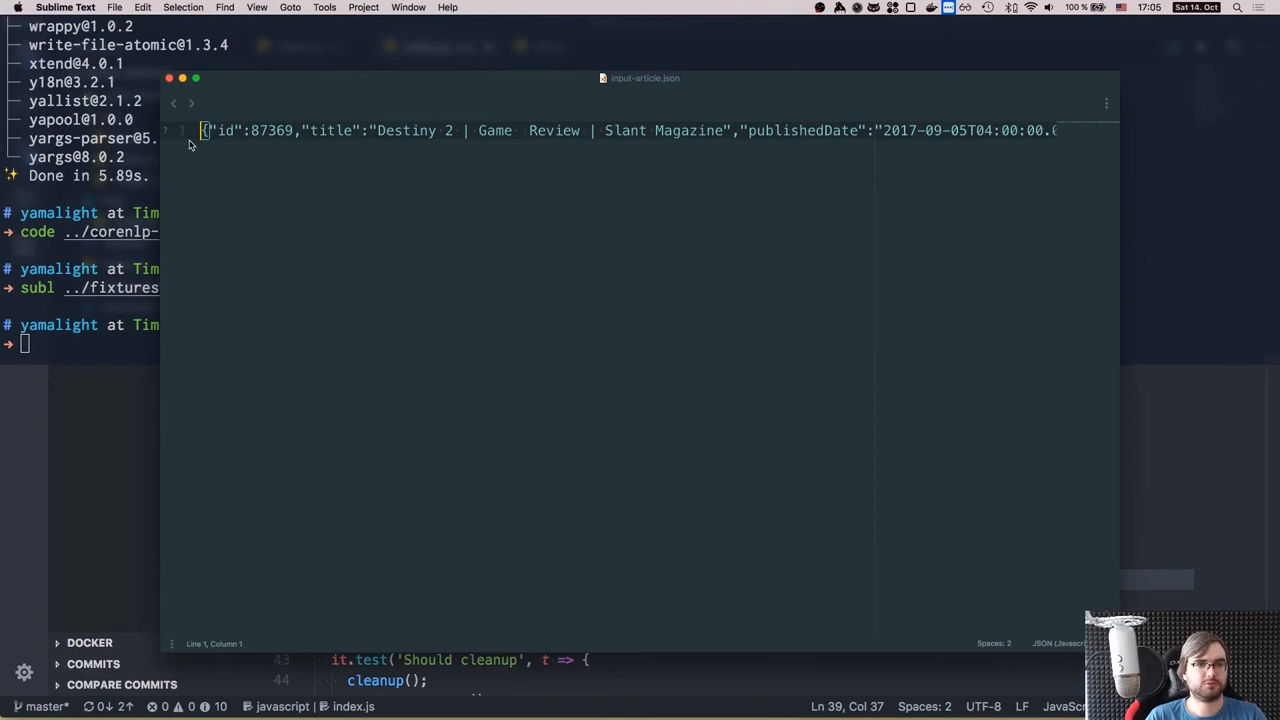 Sublime Text File Edit Selection Find View Goto Tools Project Window Help 100 % 17:05 Sat 14. Oct
wrappy@1.0.2
write-file-atomic@1.3.4
xtend@4.0.1
y18n@3.2.1
yallist@2.1.2
yapool@1.0.0
yargs-parser@5.
yargs@8.0.2
✨ Done in 5.89s.
# yamalight at Tim
→ code ../corenlp-
# yamalight at Tim
→ subl ../fixtures
# yamalight at Tim
→
input-article.json
1 {"id":87369,"title":"Destiny 2 | Game  Review | Slant Magazine","publishedDate":"2017-09-05T04:00:00.0
Line 1, Column 1 Spaces: 2 JSON (Javascr
DOCKER
COMMITS
COMPARE COMMITS
43 it.test('Should cleanup', t => {
44 cleanup();
master* 0↓ 2↑ 0 0 10 javascript | index.js Ln 39, Col 37 Spaces: 2 UTF-8 LF JavaScr